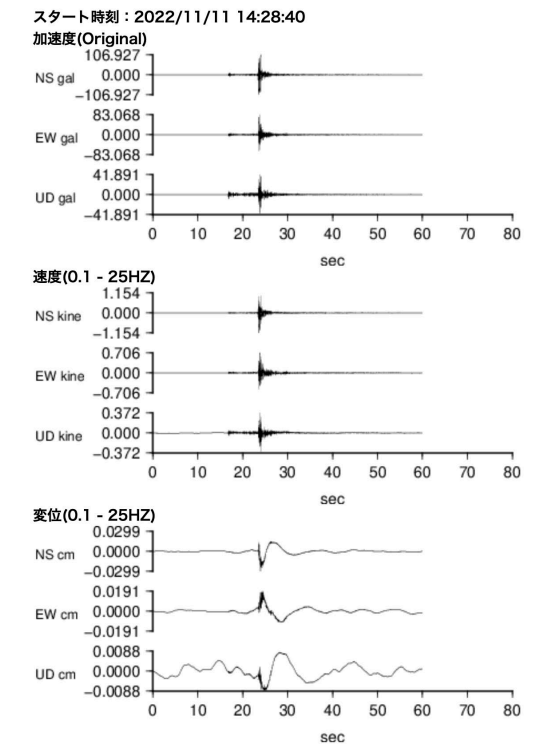 スタート時刻：2022/11/11 14:28:40
加速度(Original)
106.927
NS gal 0.000
−106.927
83.068
EW gal 0.000
−83.068
41.891
UD gal 0.000
−41.891
0 10 20 30 40 50 60 70 80
sec
速度(0.1 - 25HZ)
1.154
NS kine 0.000
−1.154
0.706
EW kine 0.000
−0.706
0.372
UD kine 0.000
−0.372
0 10 20 30 40 50 60 70 80
sec
変位(0.1 - 25HZ)
0.0299
NS cm 0.0000
−0.0299
0.0191
EW cm 0.0000
−0.0191
0.0088
UD cm 0.0000
−0.0088
0 10 20 30 40 50 60 70 80
sec